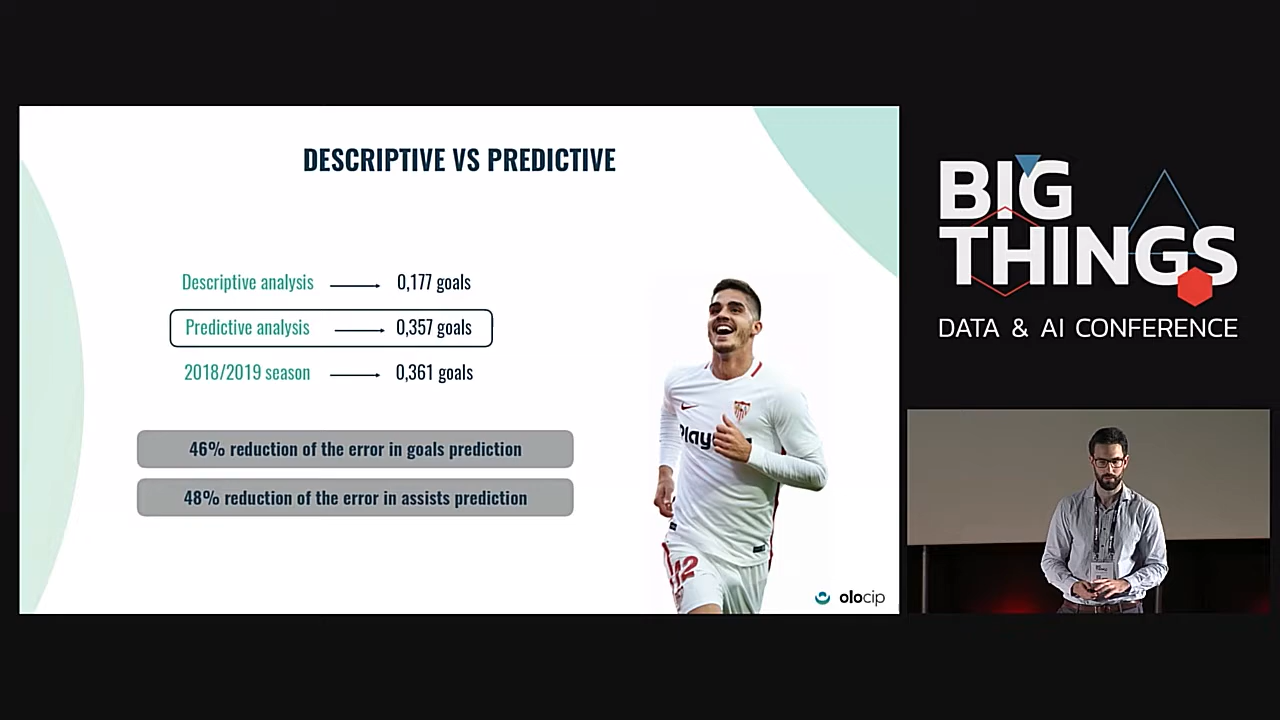 DESCRIPTIVE VS PREDICTIVE
Descriptive analysis 0,177 goals
Predictive analysis 0,357 goals
2018/2019 season 0,361 goals
46% reduction of the error in goals prediction
48% reduction of the error in assists prediction
Play
12
olocip
BIG
THINGS
DATA & AI CONFERENCE